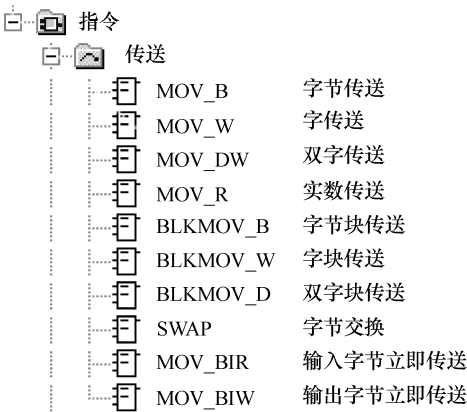 指令
传送
MOV_B 字节传送
MOV_W 字传送
MOV_DW 双字传送
MOV_R 实数传送
BLKMOV_B 字节块传送
BLKMOV_W 字块传送
BLKMOV_D 双字块传送
SWAP 字节交换
MOV_BIR 输入字节立即传送
MOV_BIW 输出字节立即传送